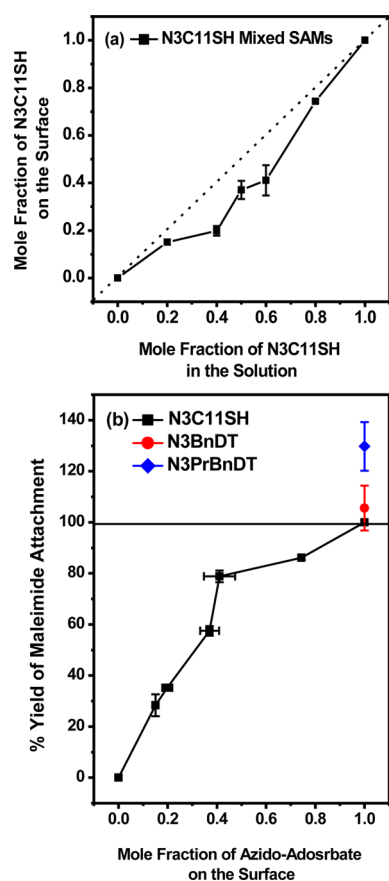 (a)
N3C11SH Mixed SAMs
Mole Fraction of N3C11SH
on the Surface
1.0
0.8
0.6
0.4
0.2
0.0
0.0 0.2 0.4 0.6 0.8 1.0
Mole Fraction of N3C11SH
in the Solution
(b)
N3C11SH
N3BnDT
N3PrBnDT
% Yield of Maleimide Attachment
140
120
100
80
60
40
20
0
0.0 0.2 0.4 0.6 0.8 1.0
Mole Fraction of Azido-Adosrbate
on the Surface